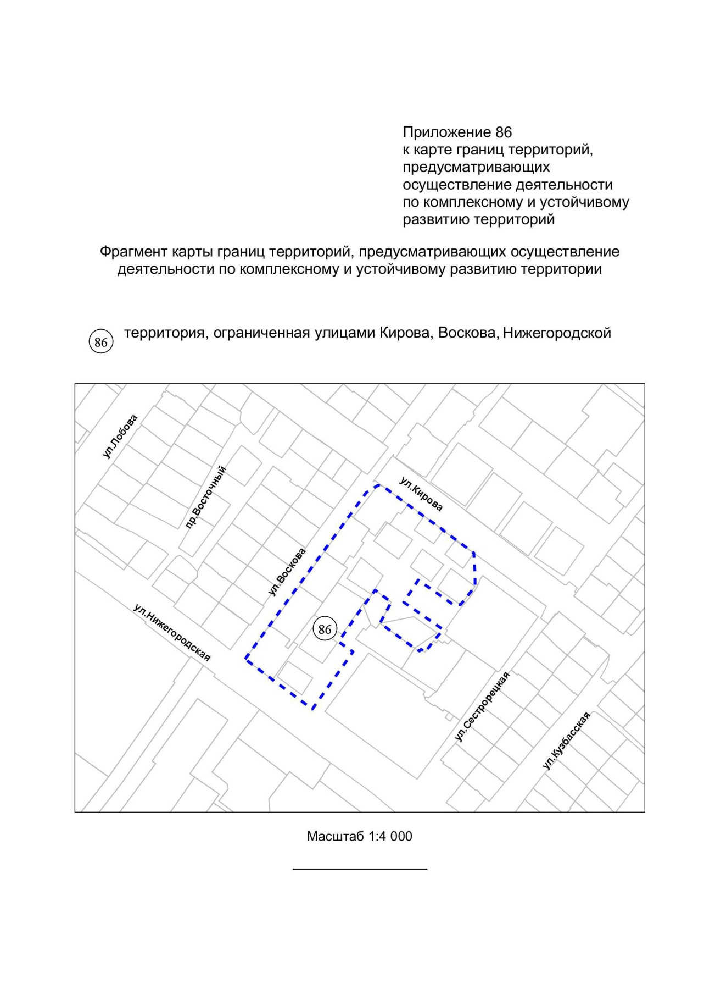 Приложение 86
к карте границ территорий,
предусматривающих
осуществление деятельности
по комплексному и устойчивому
развитию территорий
Фрагмент карты границ территорий, предусматривающих осуществление
деятельности по комплексному и устойчивому развитию территории
86 территория, ограниченная улицами Кирова, Воскова, Нижегородской
ул.Лобова
пр.Восточный
ул.Кирова
ул.Воскова
ул.Нижегородская
86
ул.Сестрорецкая
ул.Кузбасская
Масштаб 1:4 000